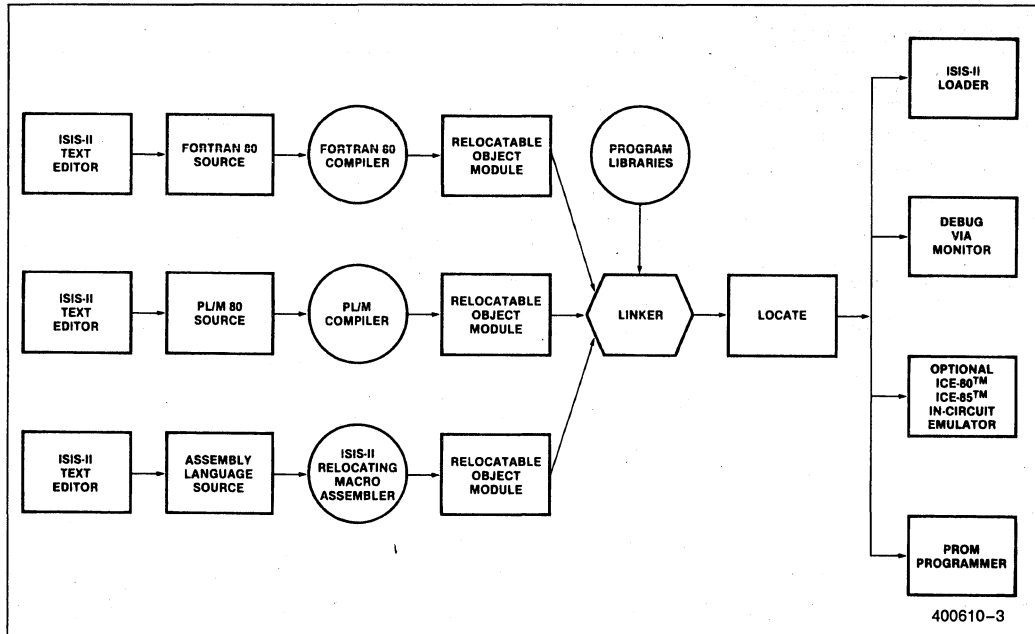 ISIS-II
TEXT
EDITOR
FORTRAN 80
SOURCE
FORTRAN 80
COMPILER
RELOCATABLE
OBJECT
MODULE
PROGRAM
LIBRARIES
ISIS-II
TEXT
EDITOR
PL/M 80
SOURCE
PL/M
COMPILER
RELOCATABLE
OBJECT
MODULE
LINKER
LOCATE
ISIS-II
TEXT
EDITOR
ASSEMBLY
LANGUAGE
SOURCE
ISIS-II
RELOCATING
MACRO
ASSEMBLER
RELOCATABLE
OBJECT
MODULE
ISIS-II
LOADER
DEBUG
VIA
MONITOR
OPTIONAL
ICE-80™
ICE-85™
IN-CIRCUIT
EMULATOR
PROM
PROGRAMMER
400610–3